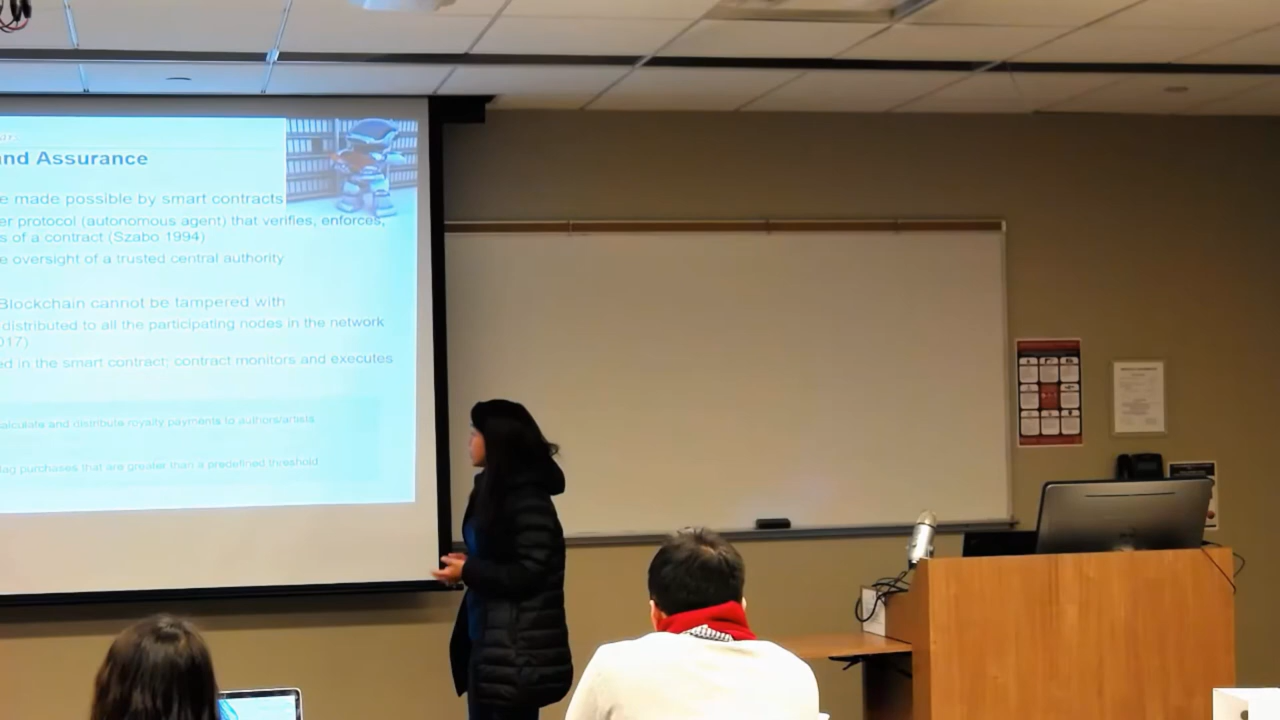 and Assurance
e made possible by smart contracts
er protocol (autonomous agent) that verifies, enforces,
s of a contract (Szabo 1994)
e oversight of a trusted central authority
Blockchain cannot be tampered with
distributed to all the participating nodes in the network
017)
ed in the smart contract; contract monitors and executes
calculate and distribute royalty payments to authors/artists
flag purchases that are greater than a predefined threshold